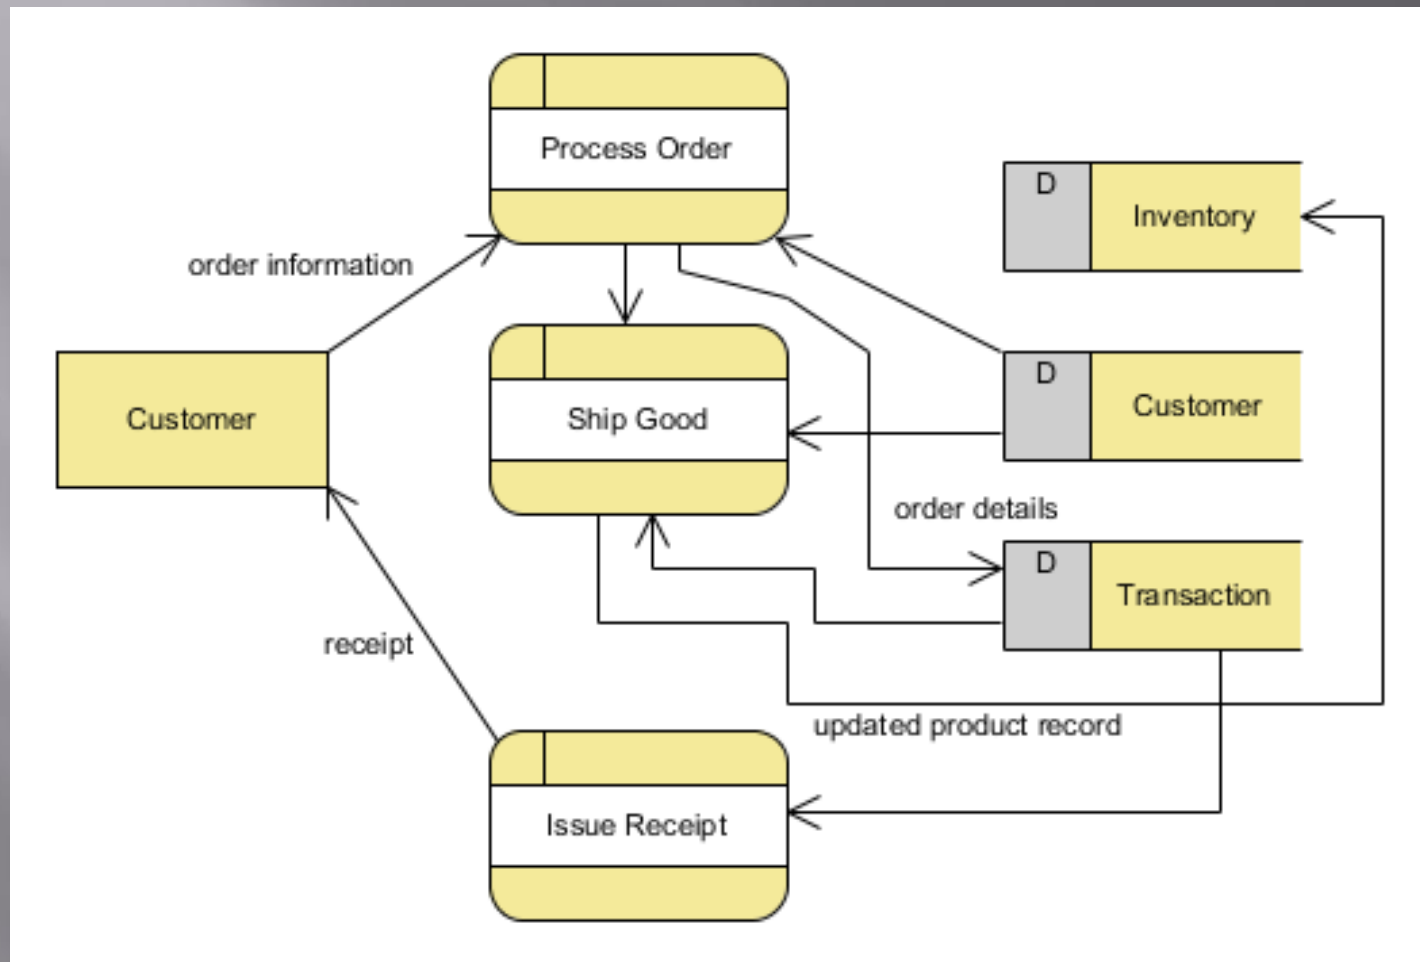 Process Order
D
Inventory
order information
D
Customer
Customer
Ship Good
order details
D
Transaction
receipt
updated product record
Issue Receipt